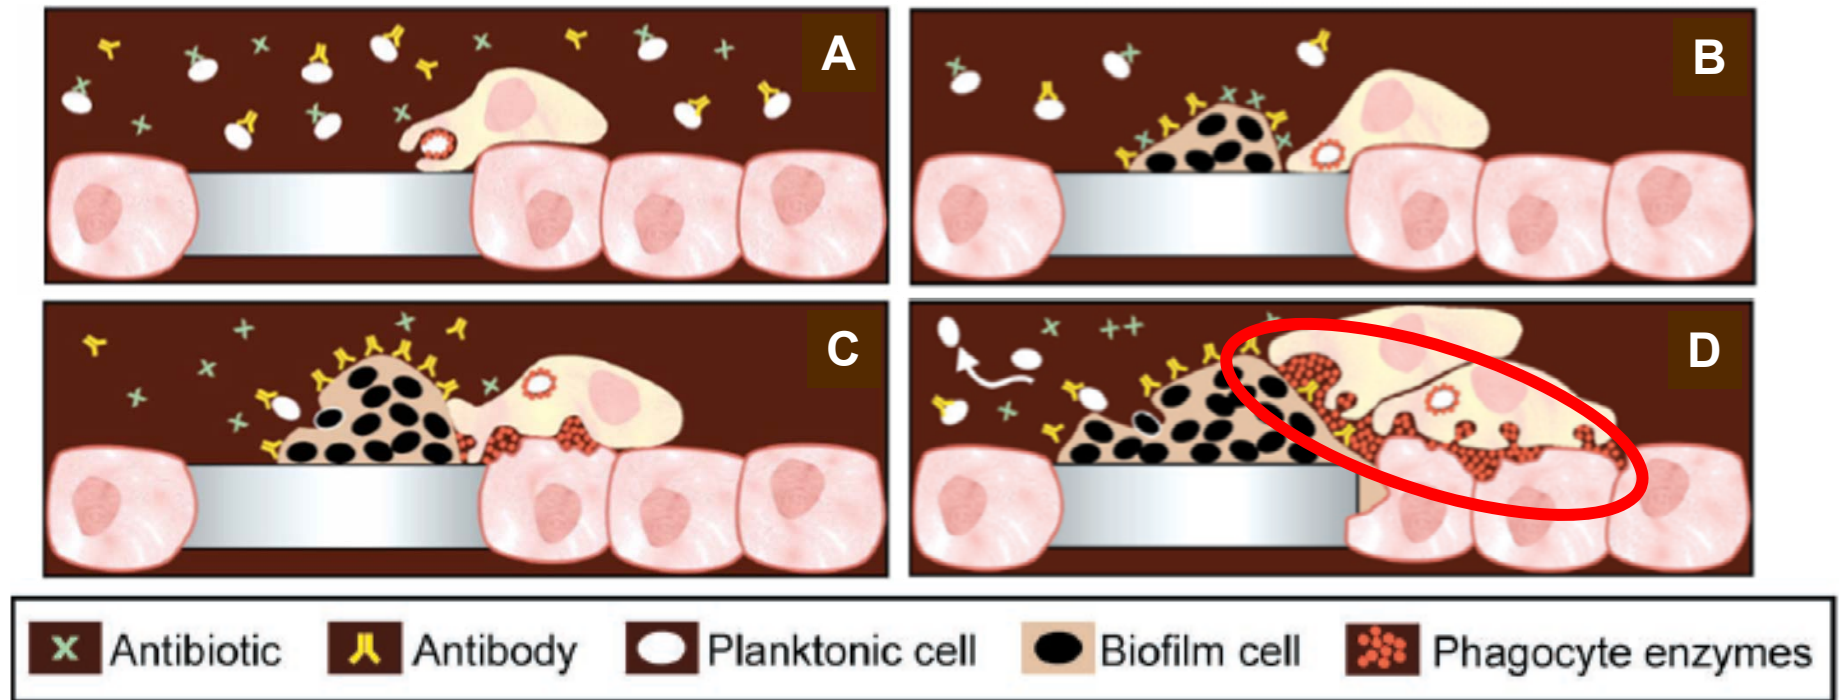 A
B
C
D
Antibiotic
Antibody
Planktonic cell
Biofilm cell
Phagocyte enzymes